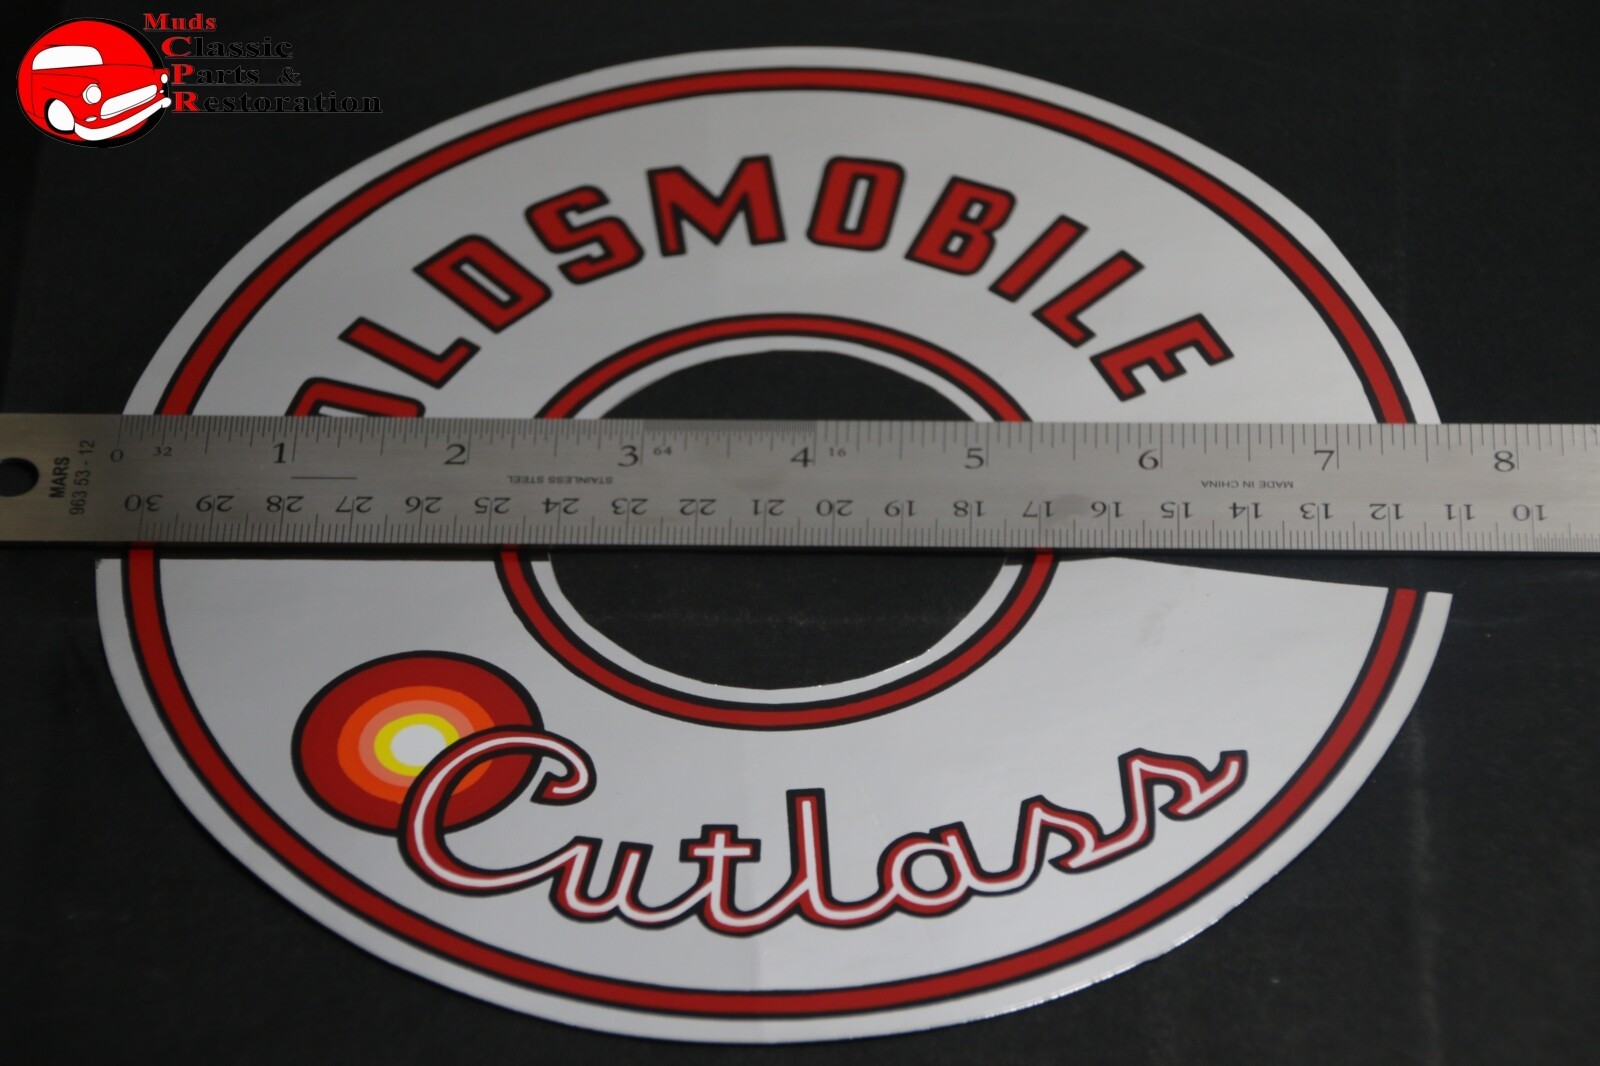 Muds
Classic
Parts &
Restoration
OLDSMOBILE
MARS
963 53 - 12
0 32 1 2 3 64 4 16 5 6 7 8
STAINLESS STEEL
MADE IN CHINA
30 29 28 27 26 25 24 23 22 21 20 19 18 17 16 15 14 13 12 11 10
Cutlass